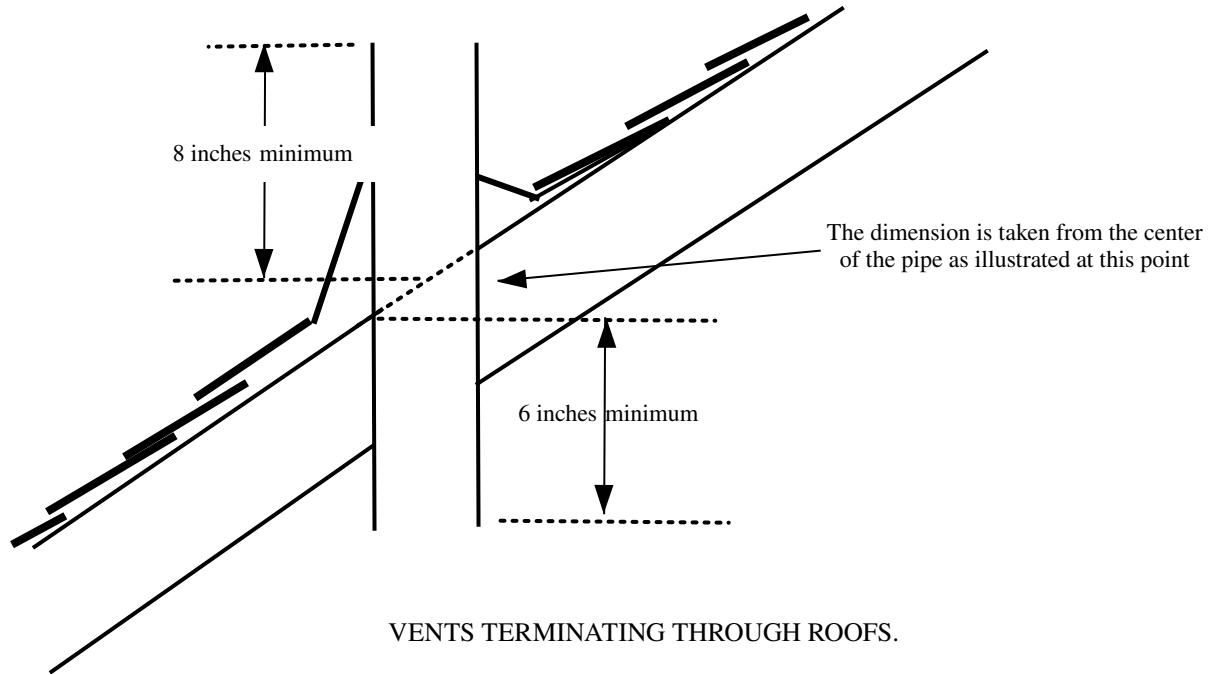 8 inches minimum
The dimension is taken from the center
of the pipe as illustrated at this point
6 inches minimum
VENTS TERMINATING THROUGH ROOFS.